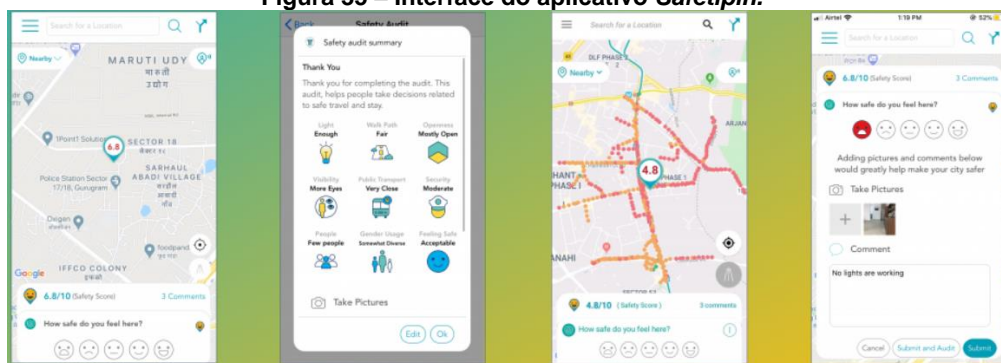 Figura 35 – Interface do aplicativo Safetipin.
Search for a Location
Nearby
MARUTI UDY
मारुती
उद्योग
1Point1 Solution
6.8
SECTOR 18
सेक्टर १८
SARHAUL
ABADI VILLAGE
Police Station Sector
17/18, Gurugram
Oxigen
foodpand
Google
IFFCO COLONY
इफको
6.8/10 (Safety Score)
3 Comments
How safe do you feel here?
Back
Safety Audit
Safety audit summary
Thank You
Thank you for completing the audit. This
audit, helps people take decisions related
to safe travel and stay.
Light
Enough
Walk Path
Fair
Openness
Mostly Open
Visibility
More Eyes
Public Transport
Very Close
Security
Moderate
People
Few people
Gender Usage
Somewhat Diverse
Feeling Safe
Acceptable
Take Pictures
Edit
Ok
Search for a Location
DLF PHASE
Nearby
ARJAN
4.8
PHASE 1
HANT
PHASE I
ANAHI
4.8/10 (Safety Score)
3 comments
How safe do you feel here?
Airtel
1:19 PM
52%
Search for a Location
6.8/10 (Safety Score)
3 Comments
How safe do you feel here?
Adding pictures and comments below
would greatly help make your city safer
Take Pictures
Comment
No lights are working
Cancel
Submit and Audit
Submit